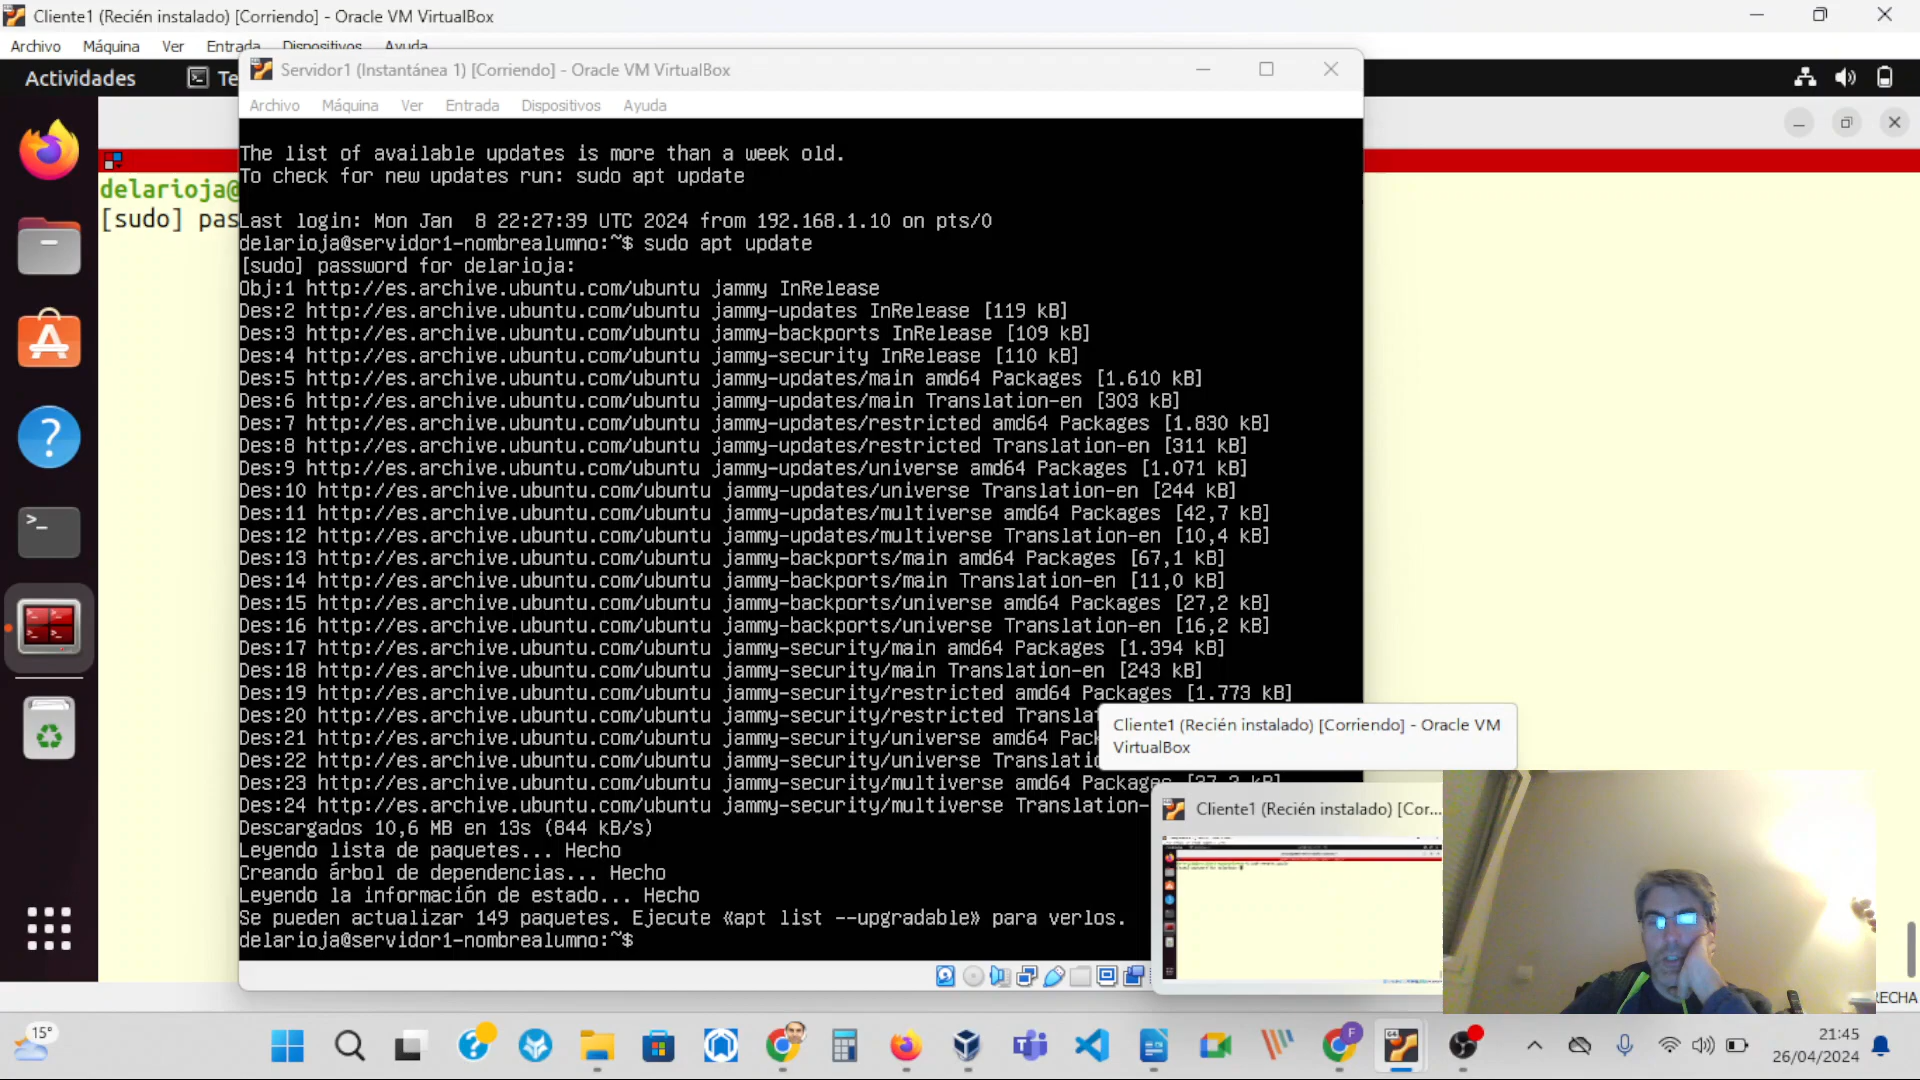 Cliente1 (Recién instalado) [Corriendo] - Oracle VM VirtualBox
Archivo Máquina Ver Entrada Dispositivos Ayuda
Actividades Te
Servidor1 (Instantánea 1) [Corriendo] - Oracle VM VirtualBox
Archivo Máquina Ver Entrada Dispositivos Ayuda
delarioja@
[sudo] pas
The list of available updates is more than a week old.
To check for new updates run: sudo apt update
Last login: Mon Jan  8 22:27:39 UTC 2024 from 192.168.1.10 on pts/0
delarioja@servidor1-nombrealumno:~$ sudo apt update
[sudo] password for delarioja:
Obj:1 http://es.archive.ubuntu.com/ubuntu jammy InRelease
Des:2 http://es.archive.ubuntu.com/ubuntu jammy-updates InRelease [119 kB]
Des:3 http://es.archive.ubuntu.com/ubuntu jammy-backports InRelease [109 kB]
Des:4 http://es.archive.ubuntu.com/ubuntu jammy-security InRelease [110 kB]
Des:5 http://es.archive.ubuntu.com/ubuntu jammy-updates/main amd64 Packages [1.610 kB]
Des:6 http://es.archive.ubuntu.com/ubuntu jammy-updates/main Translation-en [303 kB]
Des:7 http://es.archive.ubuntu.com/ubuntu jammy-updates/restricted amd64 Packages [1.830 kB]
Des:8 http://es.archive.ubuntu.com/ubuntu jammy-updates/restricted Translation-en [311 kB]
Des:9 http://es.archive.ubuntu.com/ubuntu jammy-updates/universe amd64 Packages [1.071 kB]
Des:10 http://es.archive.ubuntu.com/ubuntu jammy-updates/universe Translation-en [244 kB]
Des:11 http://es.archive.ubuntu.com/ubuntu jammy-updates/multiverse amd64 Packages [42,7 kB]
Des:12 http://es.archive.ubuntu.com/ubuntu jammy-updates/multiverse Translation-en [10,4 kB]
Des:13 http://es.archive.ubuntu.com/ubuntu jammy-backports/main amd64 Packages [67,1 kB]
Des:14 http://es.archive.ubuntu.com/ubuntu jammy-backports/main Translation-en [11,0 kB]
Des:15 http://es.archive.ubuntu.com/ubuntu jammy-backports/universe amd64 Packages [27,2 kB]
Des:16 http://es.archive.ubuntu.com/ubuntu jammy-backports/universe Translation-en [16,2 kB]
Des:17 http://es.archive.ubuntu.com/ubuntu jammy-security/main amd64 Packages [1.394 kB]
Des:18 http://es.archive.ubuntu.com/ubuntu jammy-security/main Translation-en [243 kB]
Des:19 http://es.archive.ubuntu.com/ubuntu jammy-security/restricted amd64 Packages [1.773 kB]
Des:20 http://es.archive.ubuntu.com/ubuntu jammy-security/restricted Transla
Des:21 http://es.archive.ubuntu.com/ubuntu jammy-security/universe amd64 Pac
Des:22 http://es.archive.ubuntu.com/ubuntu jammy-security/universe Translati
Des:23 http://es.archive.ubuntu.com/ubuntu jammy-security/multiverse amd64 Packages
Des:24 http://es.archive.ubuntu.com/ubuntu jammy-security/multiverse Translation-
Descargados 10,6 MB en 13s (844 kB/s)
Leyendo lista de paquetes... Hecho
Creando árbol de dependencias... Hecho
Leyendo la información de estado... Hecho
Se pueden actualizar 149 paquetes. Ejecute «apt list --upgradable» para verlos.
delarioja@servidor1-nombrealumno:~$
Cliente1 (Recién instalado) [Corriendo] - Oracle VM
VirtualBox
Cliente1 (Recién instalado) [Cor...
RECHA
15°
21:45
26/04/2024